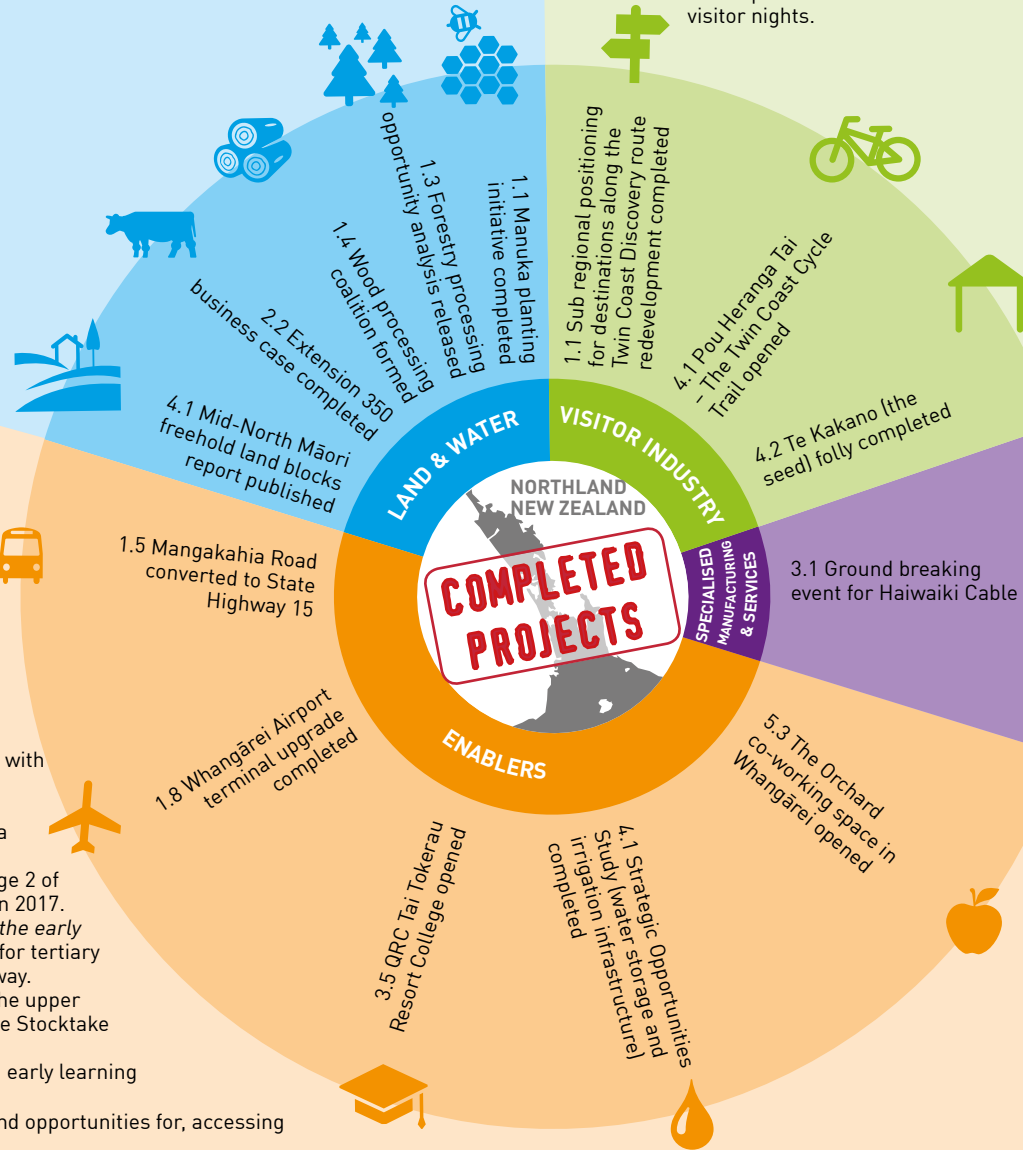 visitor nights.
1.1 Manuka planting
initiative completed
1.3 Forestry processing
opportunity analysis released
1.4 Wood processing
coalition formed
2.2 Extension 350
business case completed
4.1 Mid-North Māori
freehold land blocks
report published
LAND & WATER
1.1 Sub regional positioning
for destinations along the
Twin Coast Discovery route
redevelopment completed
4.1 Pou Heranga Tai
- The Twin Coast Cycle
Trail opened
4.2 Te Kakano (the
seed) folly completed
VISITOR INDUSTRY
NORTHLAND
NEW ZEALAND
COMPLETED
PROJECTS
SPECIALISED
MANUFACTURING
& SERVICES
3.1 Ground breaking
event for Haiwaiki Cable
ENABLERS
1.5 Mangakahia Road
converted to State
Highway 15
1.8 Whangārei Airport
terminal upgrade
completed
3.5 QRC Tai Tokerau
Resort College opened
4.1 Strategic Opportunities
Study (water storage and
irrigation infrastructure)
completed
5.3 The Orchard
co-working space in
Whangārei opened
with
a
ge 2 of
n 2017.
the early
for tertiary
way.
he upper
e Stocktake
early learning
nd opportunities for, accessing